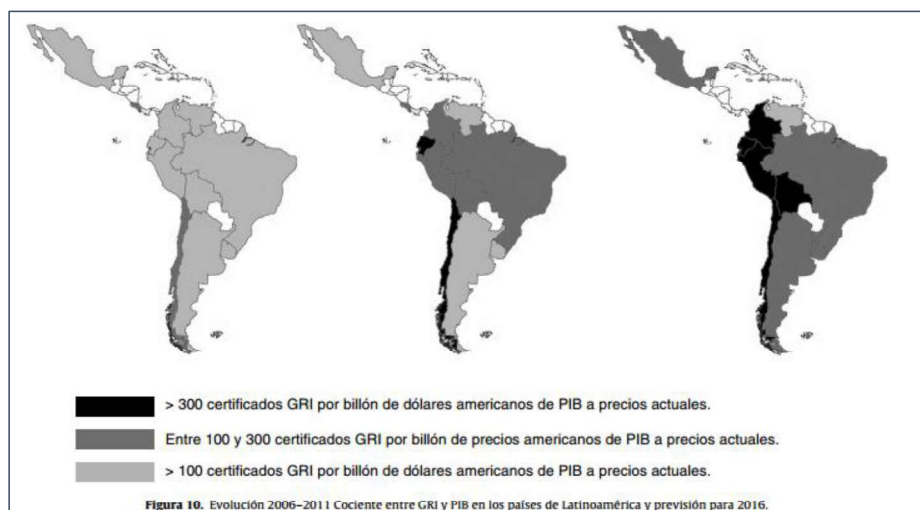 > 300 certificados GRI por billón de dólares americanos de PIB a precios actuales.
Entre 100 y 300 certificados GRI por billón de precios americanos de PIB a precios actuales.
> 100 certificados GRI por billón de dólares americanos de PIB a precios actuales.
Figura 10. Evolución 2006–2011 Cociente entre GRI y PIB en los países de Latinoamérica y previsión para 2016.